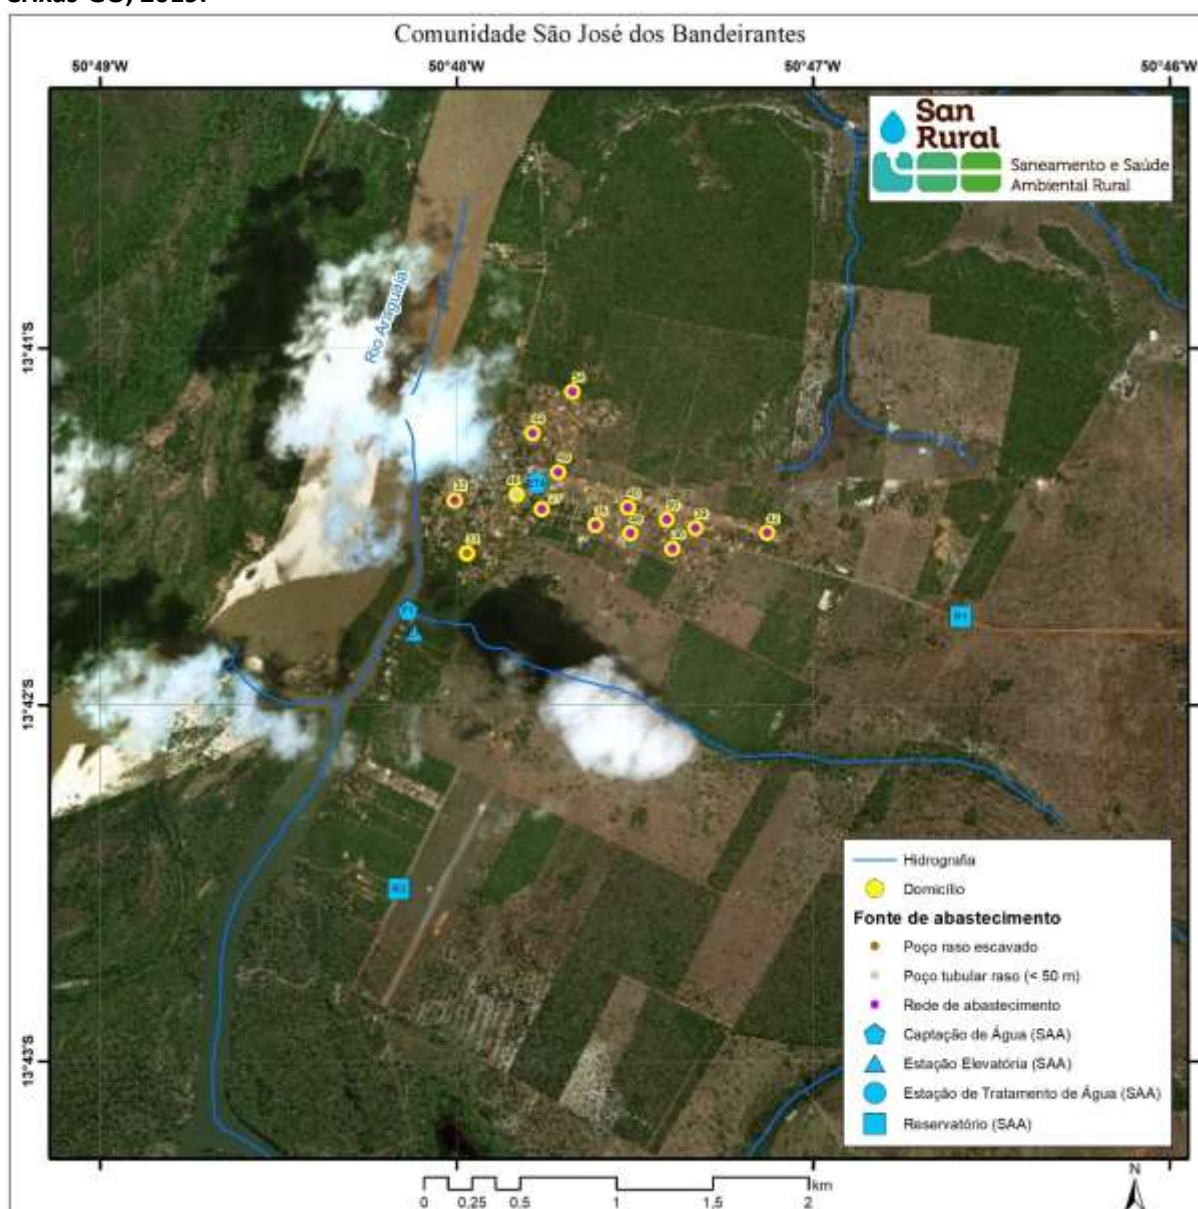 Comunidade São José dos Bandeirantes
50°49'W 50°48'W 50°47'W 50°46'W
San
Rural
Saneamento e Saúde
Ambiental Rural
Rio Araguaia
13°41'S
13°42'S
13°43'S
ETA
42
R1
Hidrografia
Domicílio
Fonte de abastecimento
Poço raso escavado
Poço tubular raso (< 50 m)
Rede de abastecimento
Captação de Água (SAA)
Estação Elevatória (SAA)
Estação de Tratamento de Água (SAA)
Reservatório (SAA)
N
km
0 0,25 0,5 1 1,5 2